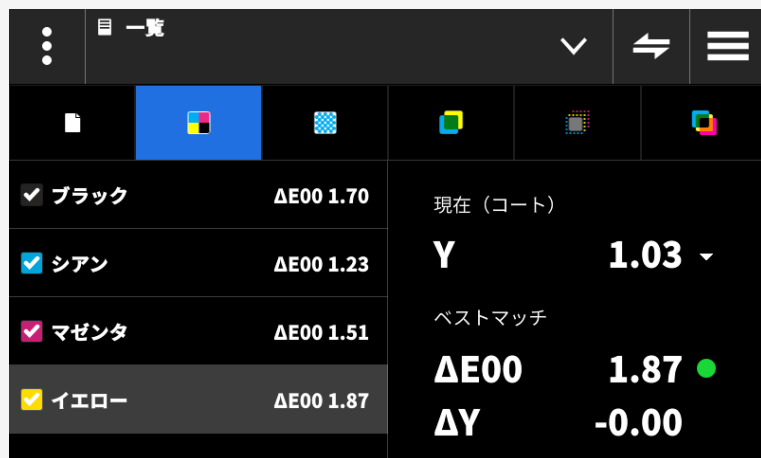 一覧
ブラック ΔE00 1.70
シアン ΔE00 1.23
マゼンタ ΔE00 1.51
イエロー ΔE00 1.87
現在（コート）
Y 1.03
ベストマッチ
ΔE00 1.87
ΔY -0.00